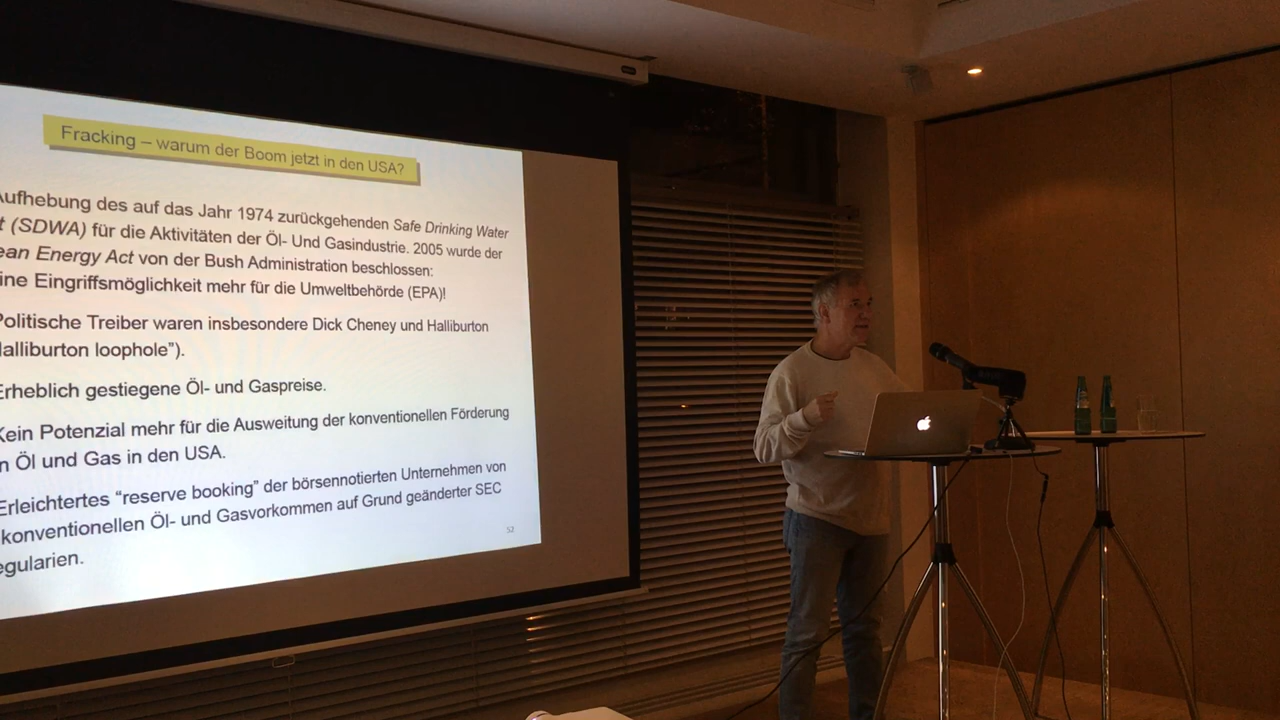 Fracking – warum der Boom jetzt in den USA?
Aufhebung des auf das Jahr 1974 zurückgehenden Safe Drinking Water
t (SDWA) für die Aktivitäten der Öl- Und Gasindustrie. 2005 wurde der
ean Energy Act von der Bush Administration beschlossen:
ine Eingriffsmöglichkeit mehr für die Umweltbehörde (EPA)!
Politische Treiber waren insbesondere Dick Cheney und Halliburton
alliburton loophole”).
Erheblich gestiegene Öl- und Gaspreise.
Kein Potenzial mehr für die Ausweitung der konventionellen Förderung
n Öl und Gas in den USA.
Erleichtertes “reserve booking” der börsennotierten Unternehmen von
konventionellen Öl- und Gasvorkommen auf Grund geänderter SEC
egularien.
52